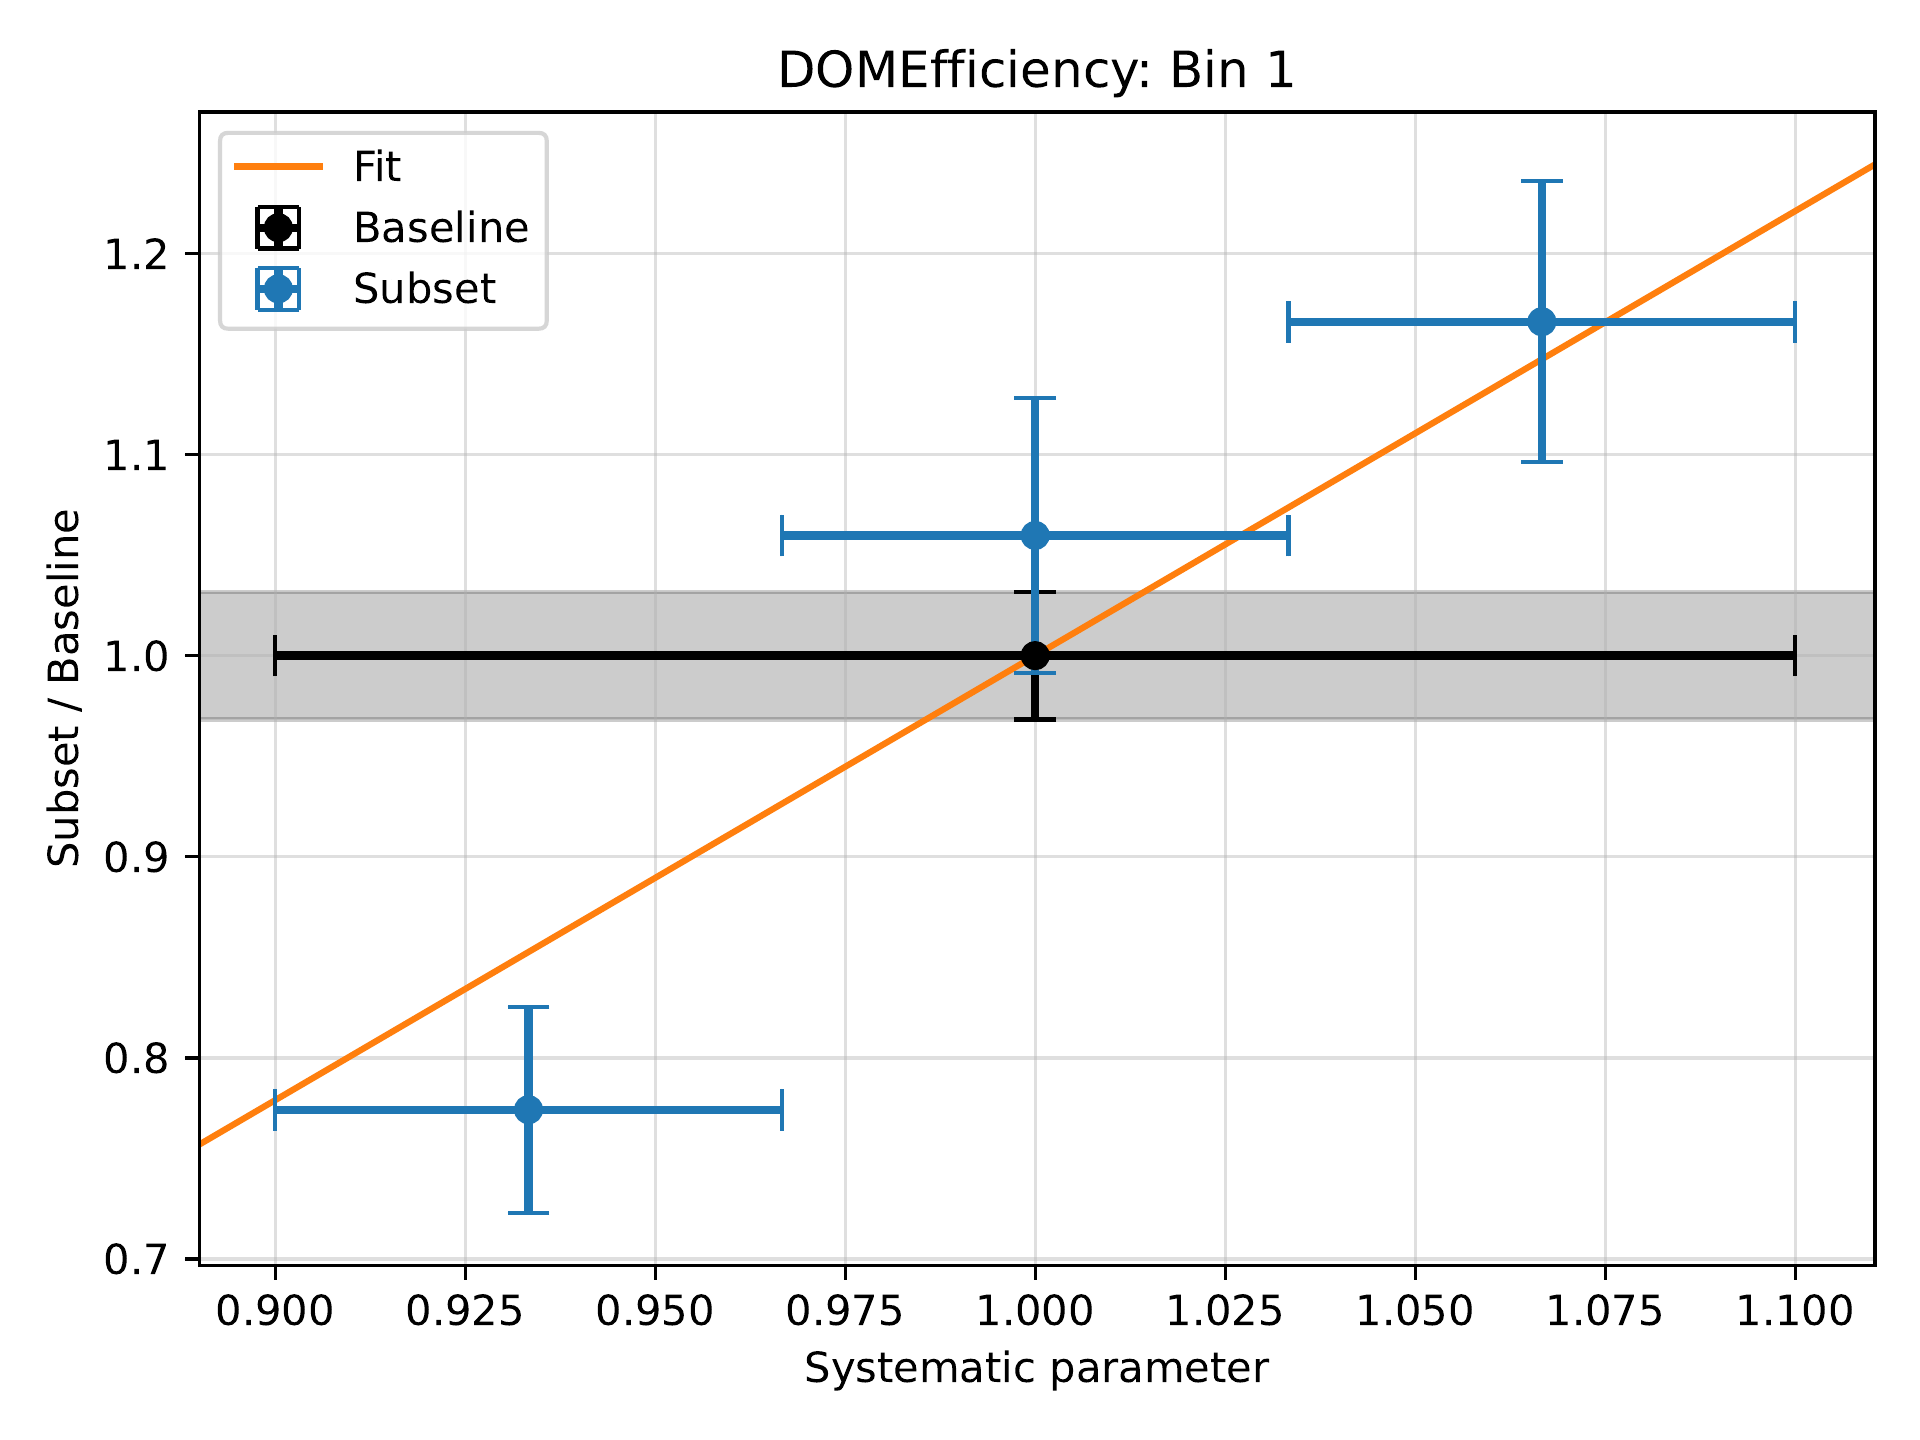 DOMEfficiency: Bin 1
Fit
Baseline
Subset
Subset / Baseline
1.2
1.1
1.0
0.9
0.8
0.7
0.900 0.925 0.950 0.975 1.000 1.025 1.050 1.075 1.100
Systematic parameter